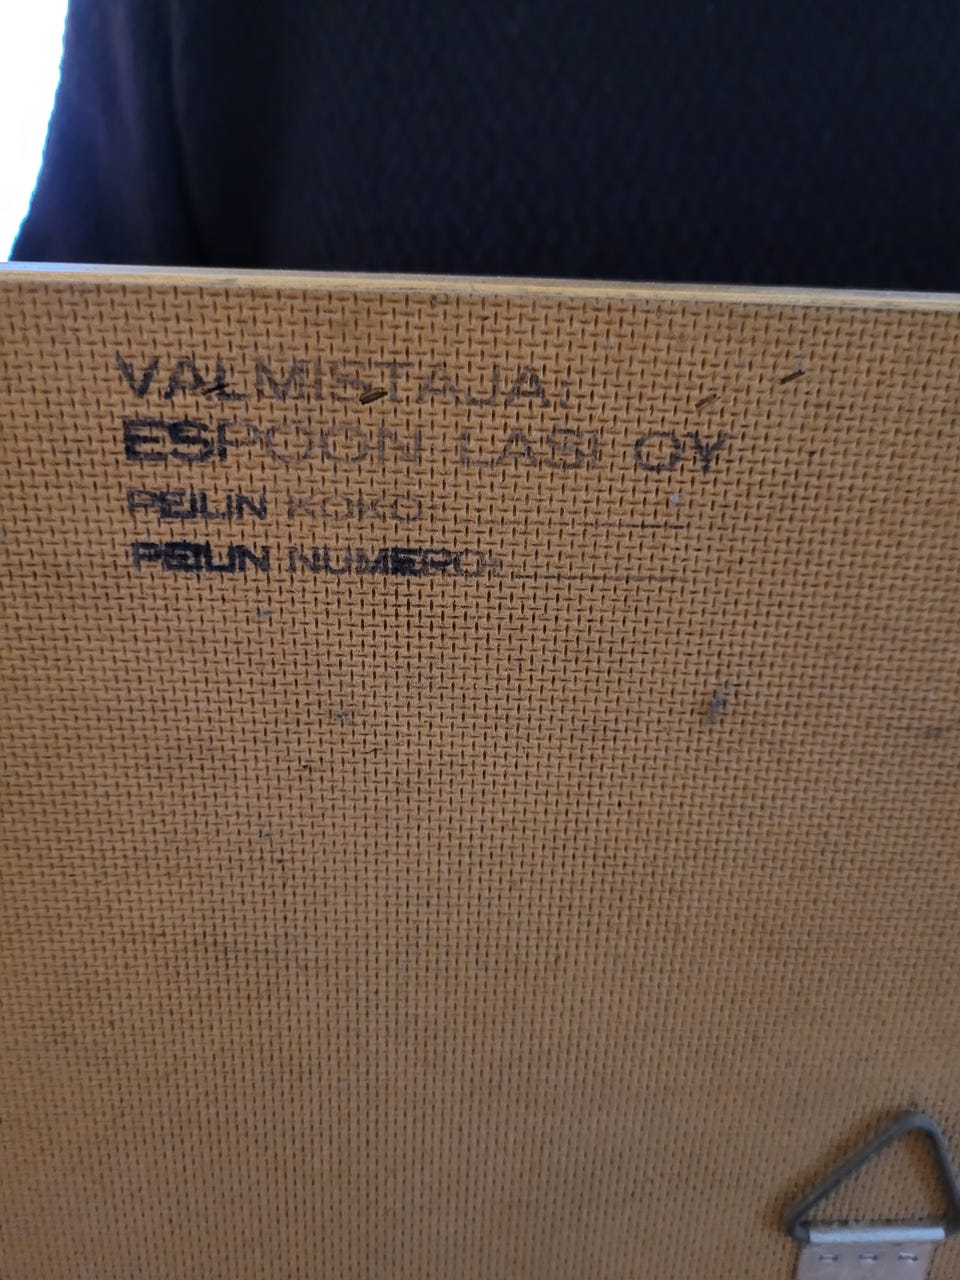 VALMISTAJA:
ESPOON LASI OY
PEILIN KOKO
PEILIN NUMERO: